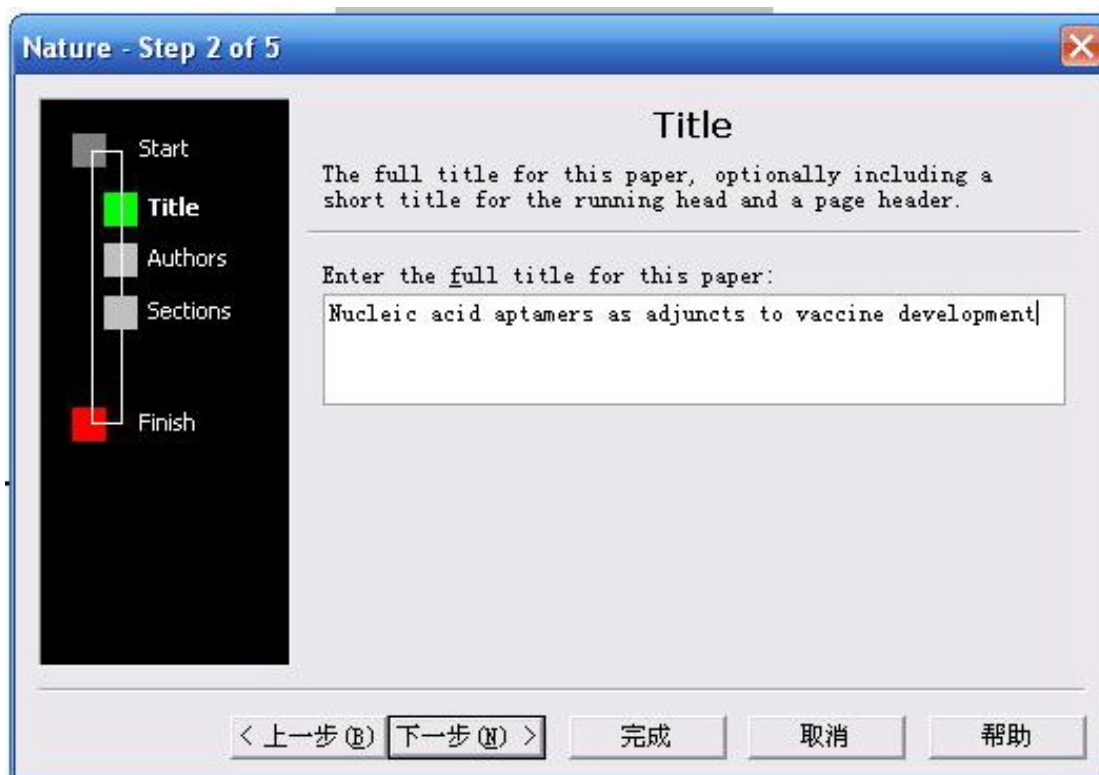 Nature - Step 2 of 5
Start
Title
Authors
Sections
Finish
Title
The full title for this paper, optionally including a
short title for the running head and a page header.
Enter the full title for this paper:
Nucleic acid aptamers as adjuncts to vaccine development
< 上一步(B) 下一步(N) > 完成 取消 帮助